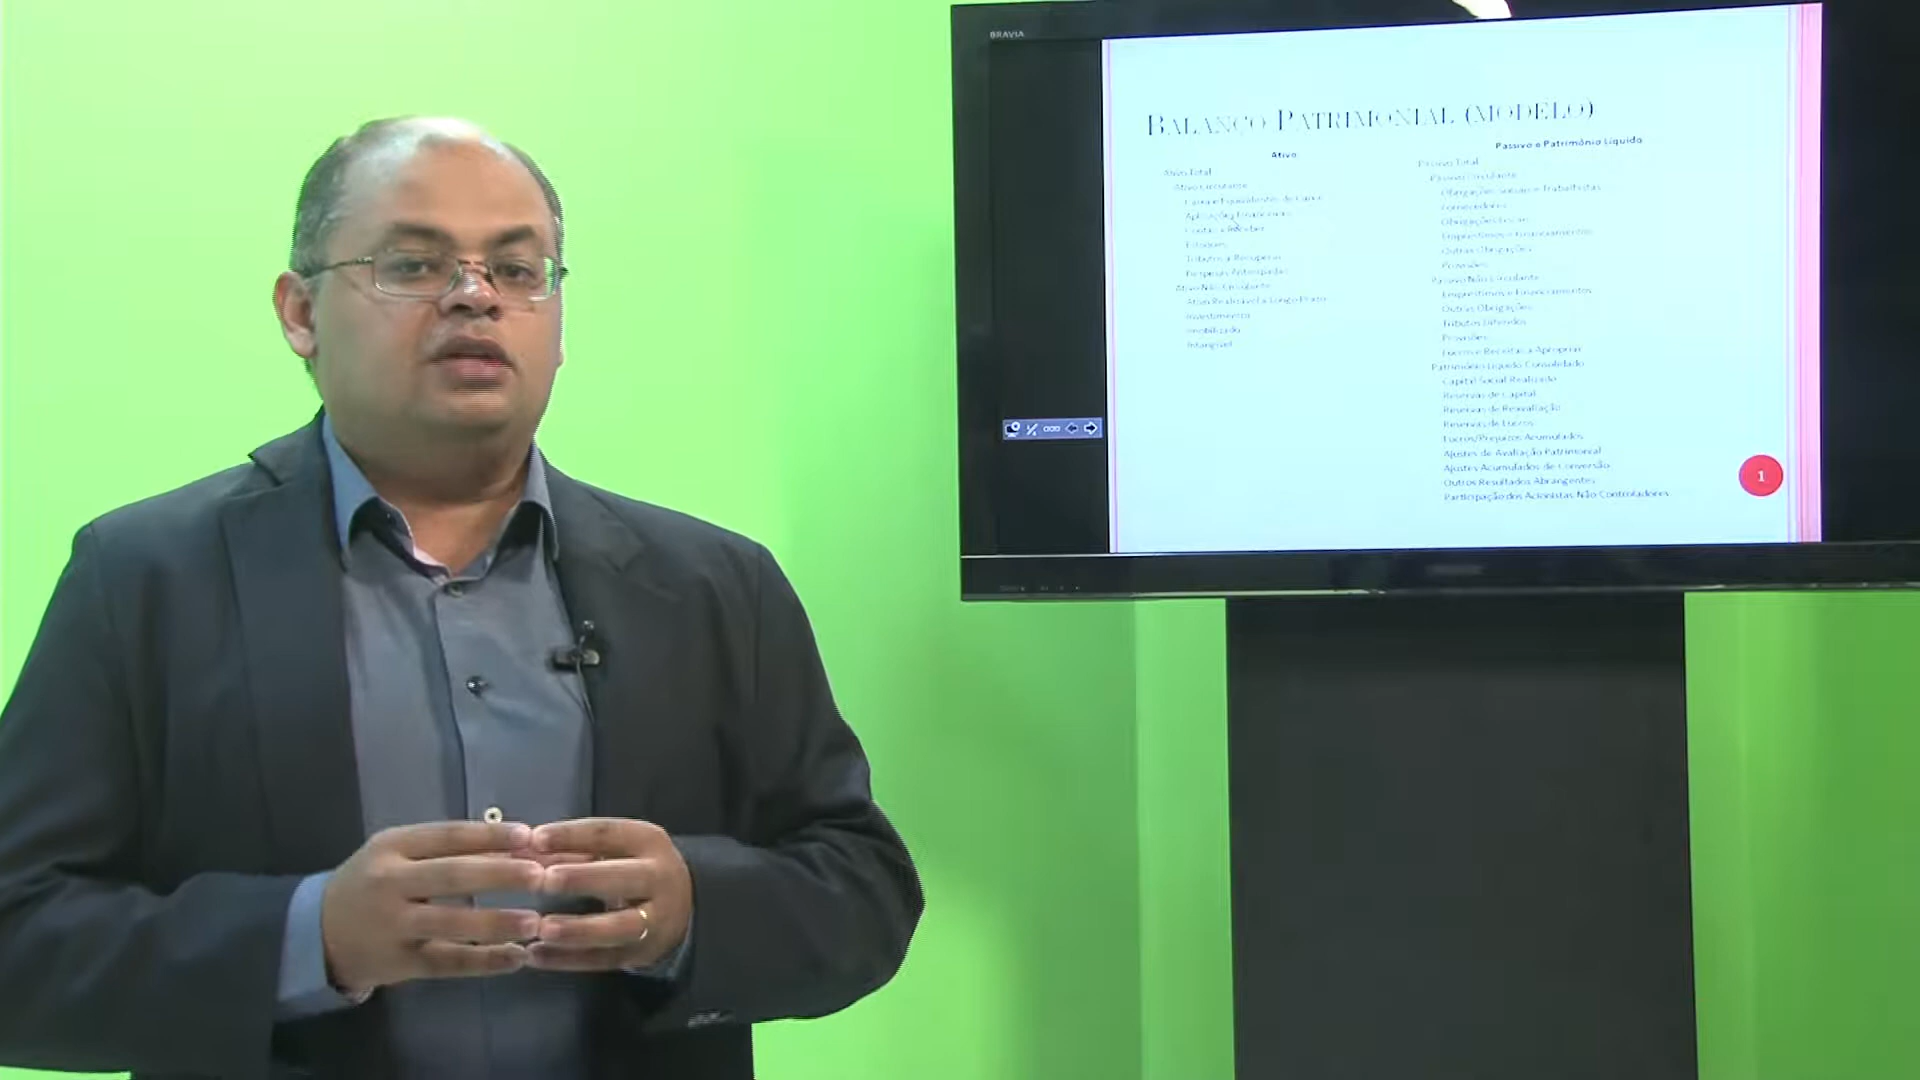 BRAVIA
BALANÇO PATRIMONIAL (MODELO)
Ativo
Ativo Total
Ativo Circulante
Caixa e Equivalentes de Caixa
Aplicações Financeiras
Contas a Receber
Estoques
Tributos a Recuperar
Despesas Antecipadas
Ativo Não Circulante
Ativo Realizável a Longo Prazo
Investimentos
Imobilizado
Intangível
Passivo e Patrimônio Líquido
Passivo Total
Passivo Circulante
Obrigações Sociais e Trabalhistas
Fornecedores
Obrigações Fiscais
Empréstimos e Financiamentos
Outras Obrigações
Provisões
Passivo Não Circulante
Empréstimos e Financiamentos
Outras Obrigações
Tributos Diferidos
Provisões
Lucros e Receitas a Apropriar
Patrimônio Líquido Consolidado
Capital Social Realizado
Reservas de Capital
Reservas de Reavaliação
Reservas de Lucros
Lucros/Prejuízos Acumulados
Ajustes de Avaliação Patrimonial
Ajustes Acumulados de Conversão
Outros Resultados Abrangentes
Participação dos Acionistas Não Controladores
1